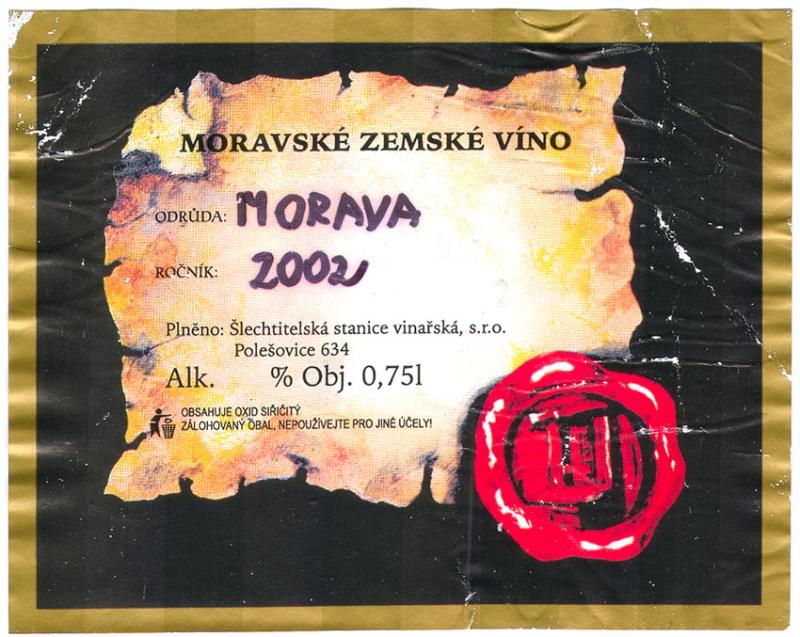 MORAVSKÉ ZEMSKÉ VÍNO
ODRŮDA: MORAVA
ROČNÍK: 2002
Plněno: Šlechtitelská stanice vinařská, s.r.o.
Polešovice 634
Alk. % Obj. 0,75l
OBSAHUJE OXID SIŘIČITÝ
ZÁLOHOVANÝ OBAL, NEPOUŽÍVEJTE PRO JINÉ ÚČELY!